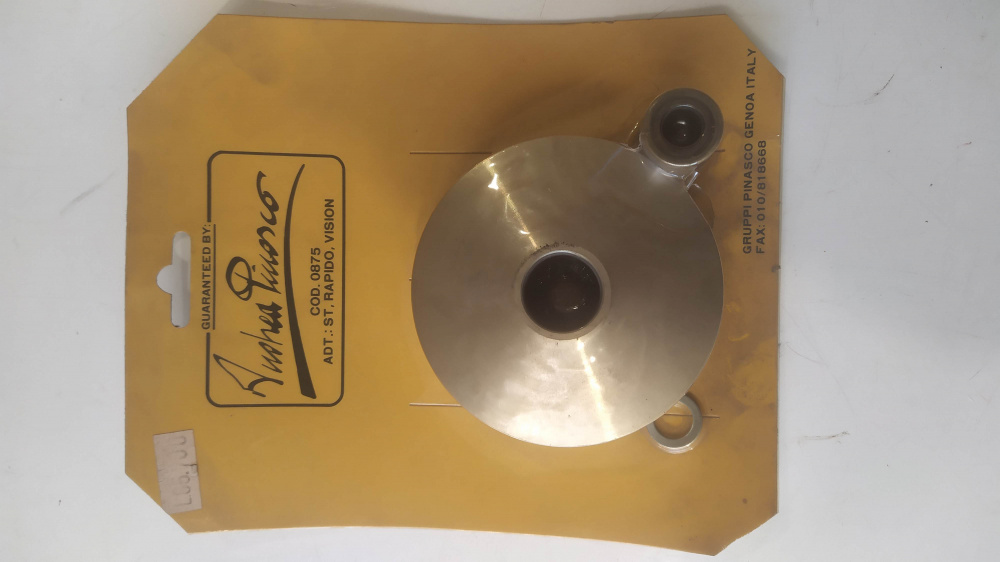 GUARANTEED BY:
Andrea Pinasco
COD. 0875
ADT.: ST, RAPIDO, VISION
GRUPPI PINASCO GENOA ITALY
FAX: 010/818668